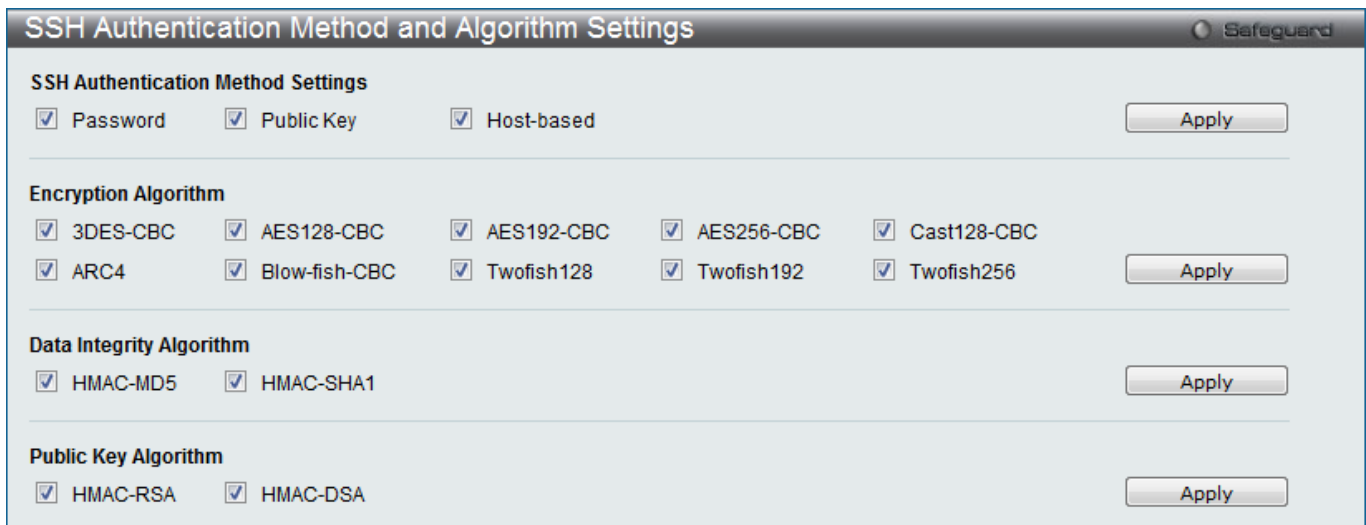 SSH Authentication Method and Algorithm Settings Safeguard
SSH Authentication Method Settings
Password Public Key Host-based Apply
Encryption Algorithm
3DES-CBC AES128-CBC AES192-CBC AES256-CBC Cast128-CBC
ARC4 Blow-fish-CBC Twofish128 Twofish192 Twofish256 Apply
Data Integrity Algorithm
HMAC-MD5 HMAC-SHA1 Apply
Public Key Algorithm
HMAC-RSA HMAC-DSA Apply